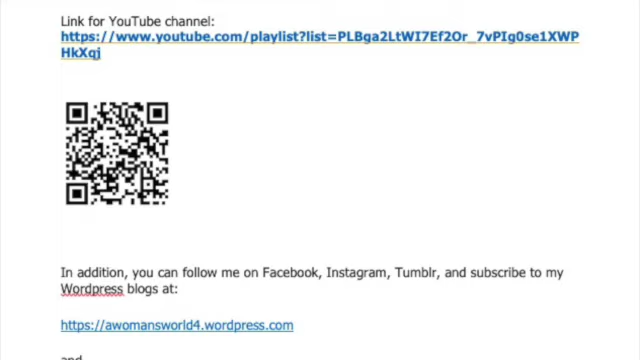 Link for YouTube channel:
https://www.youtube.com/playlist?list=PLBga2LtWI7Ef2Or_7vPIg0se1XWP
HkXqj
In addition, you can follow me on Facebook, Instagram, Tumblr, and subscribe to my
Wordpress blogs at:
https://awomansworld4.wordpress.com
and